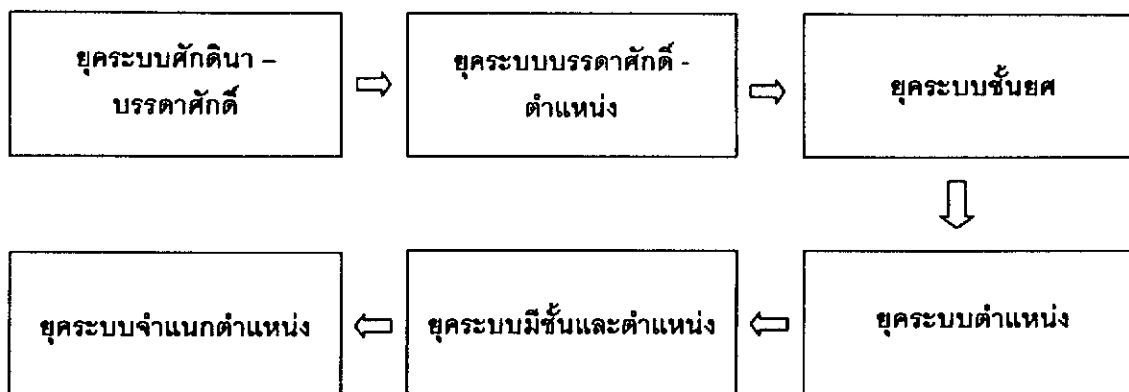 ยุคระบบศักดินา –
บรรดาศักดิ์
ยุคระบบบรรดาศักดิ์ -
ตำแหน่ง
ยุคระบบชั้นยศ
ยุคระบบตำแหน่ง
ยุคระบบมีชั้นและตำแหน่ง
ยุคระบบจำแนกตำแหน่ง